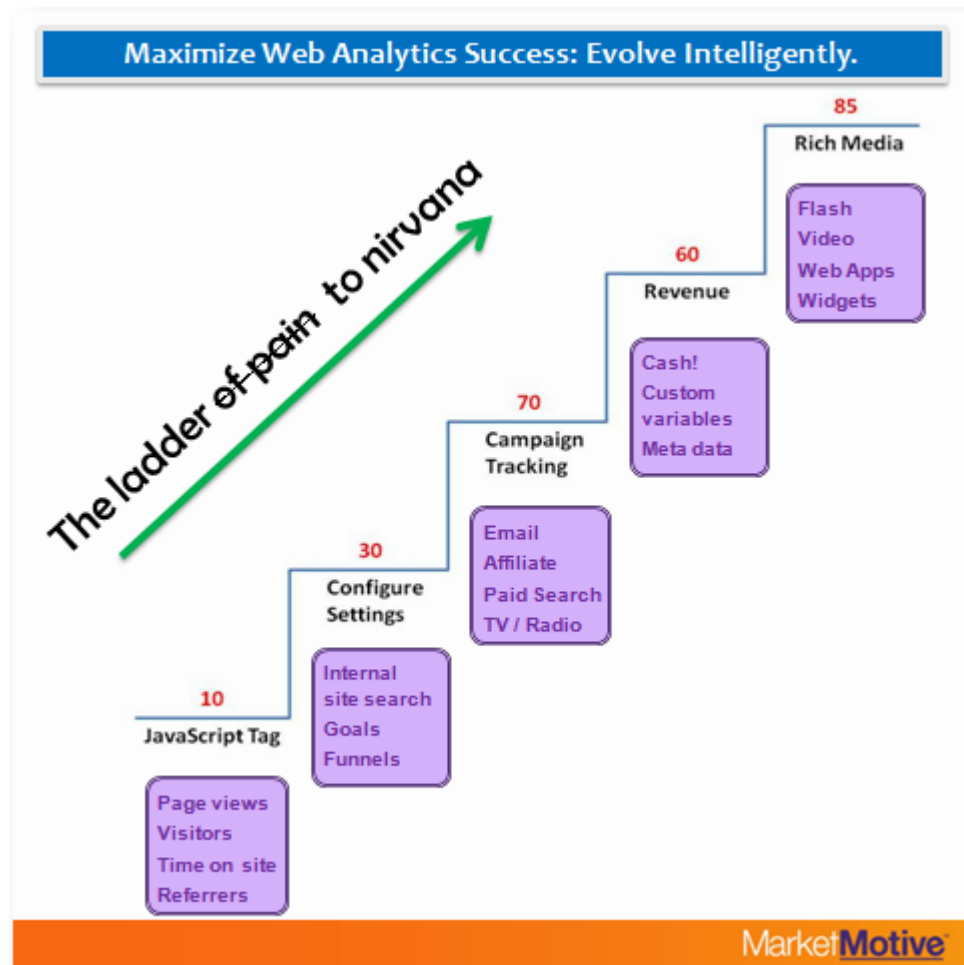 Maximize Web Analytics Success: Evolve Intelligently.
The ladder of pain to nirvana
10
JavaScript Tag
Page views
Visitors
Time on site
Referrers
30
Configure
Settings
Internal
site search
Goals
Funnels
70
Campaign
Tracking
Email
Affiliate
Paid Search
TV / Radio
60
Revenue
Cash!
Custom
variables
Meta data
85
Rich Media
Flash
Video
Web Apps
Widgets
MarketMotive